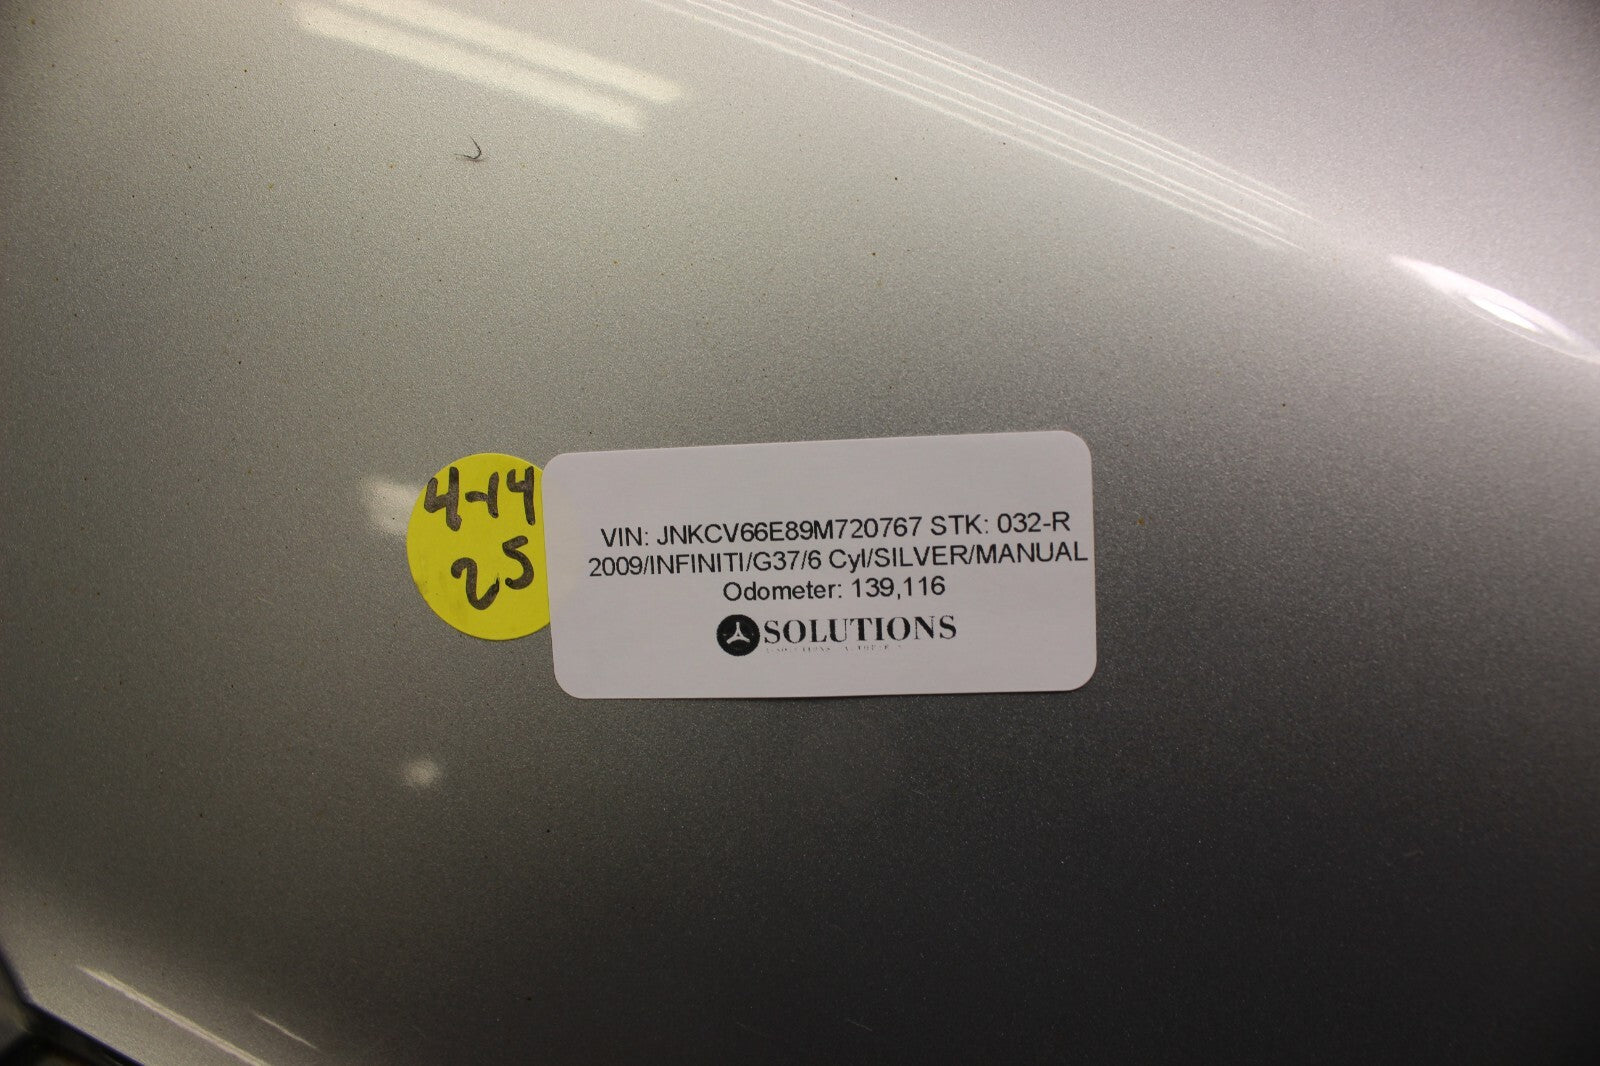 4-14
25
VIN: JNKCV66E89M720767 STK: 032-R
2009/INFINITI/G37/6 Cyl/SILVER/MANUAL
Odometer: 139,116
SOLUTIONS